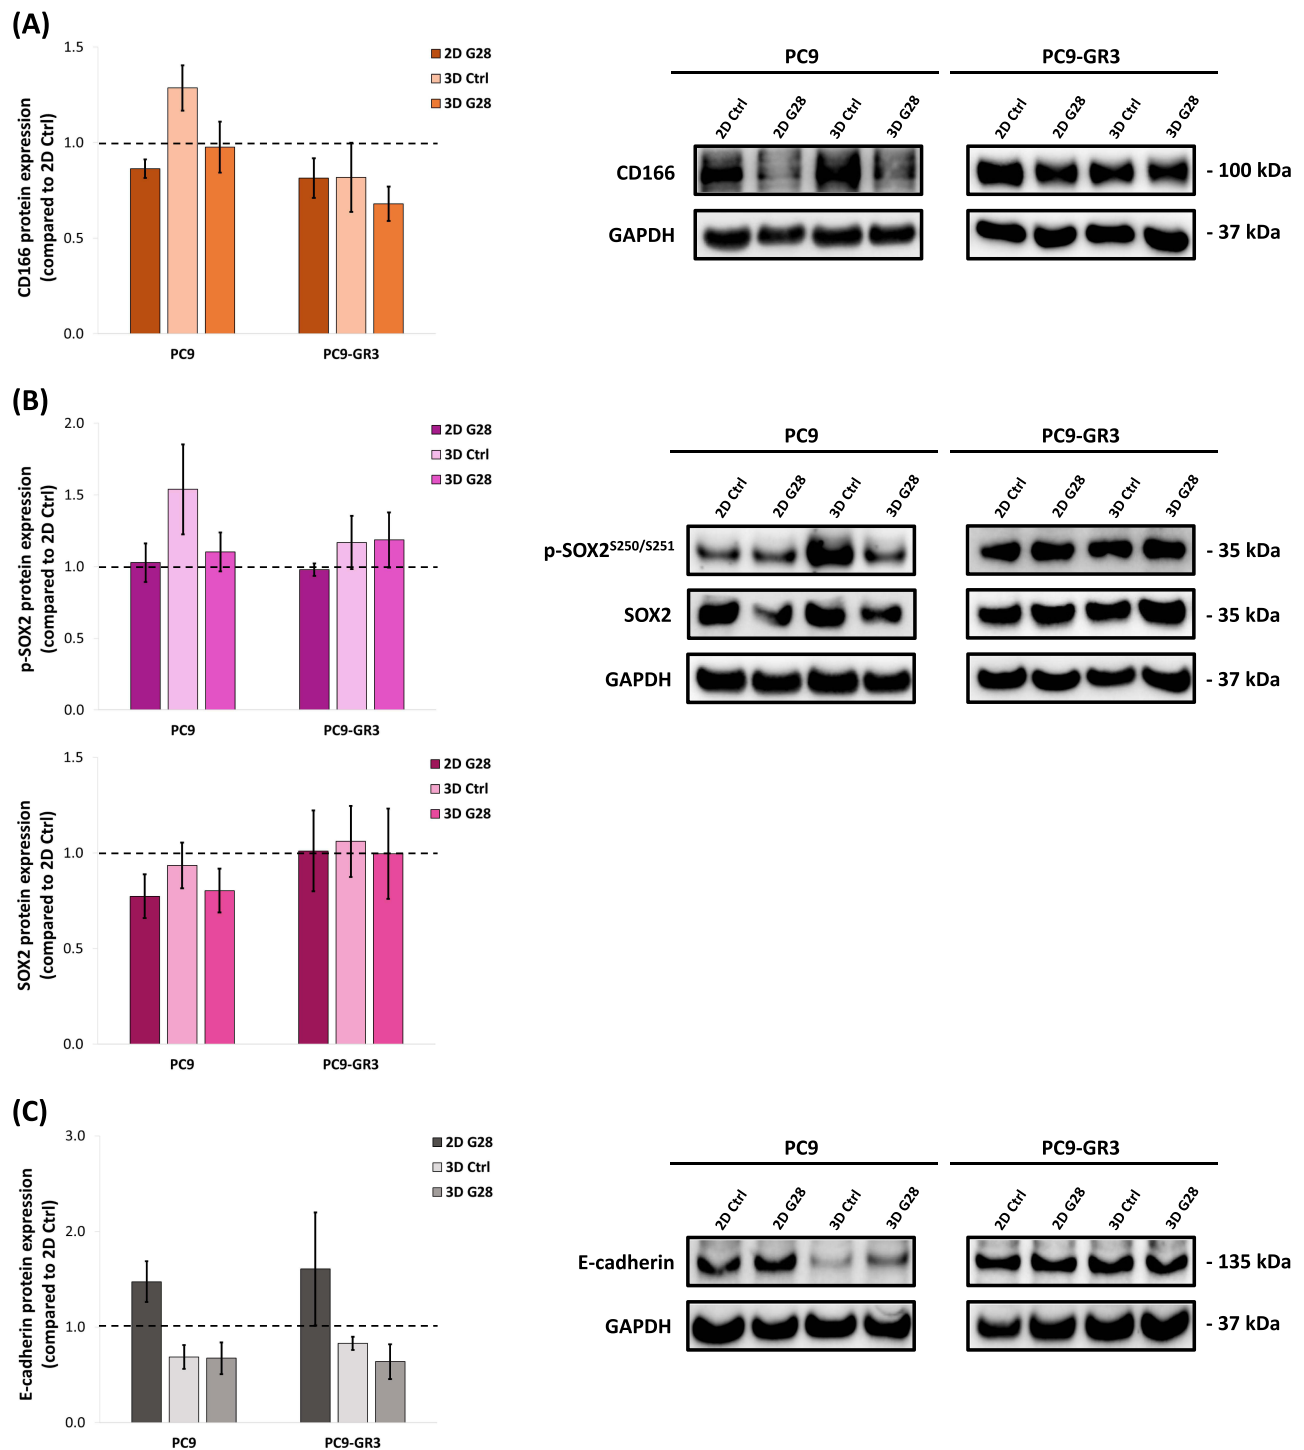 (A)
CD166 protein expression
(compared to 2D Ctrl)
1.5
1.0
0.5
0.0
PC9
PC9-GR3
2D G28
3D Ctrl
3D G28
PC9
PC9-GR3
2D Ctrl
2D G28
3D Ctrl
3D G28
2D Ctrl
2D G28
3D Ctrl
3D G28
CD166
- 100 kDa
GAPDH
- 37 kDa
(B)
p-SOX2 protein expression
(compared to 2D Ctrl)
2.0
1.5
1.0
0.5
0.0
PC9
PC9-GR3
2D G28
3D Ctrl
3D G28
PC9
PC9-GR3
2D Ctrl
2D G28
3D Ctrl
3D G28
2D Ctrl
2D G28
3D Ctrl
3D G28
p-SOX2S250/S251
- 35 kDa
SOX2
- 35 kDa
GAPDH
- 37 kDa
SOX2 protein expression
(compared to 2D Ctrl)
1.5
1.0
0.5
0.0
PC9
PC9-GR3
2D G28
3D Ctrl
3D G28
(C)
E-cadherin protein expression
(compared to 2D Ctrl)
3.0
2.0
1.0
0.0
PC9
PC9-GR3
2D G28
3D Ctrl
3D G28
PC9
PC9-GR3
2D Ctrl
2D G28
3D Ctrl
3D G28
2D Ctrl
2D G28
3D Ctrl
3D G28
E-cadherin
- 135 kDa
GAPDH
- 37 kDa